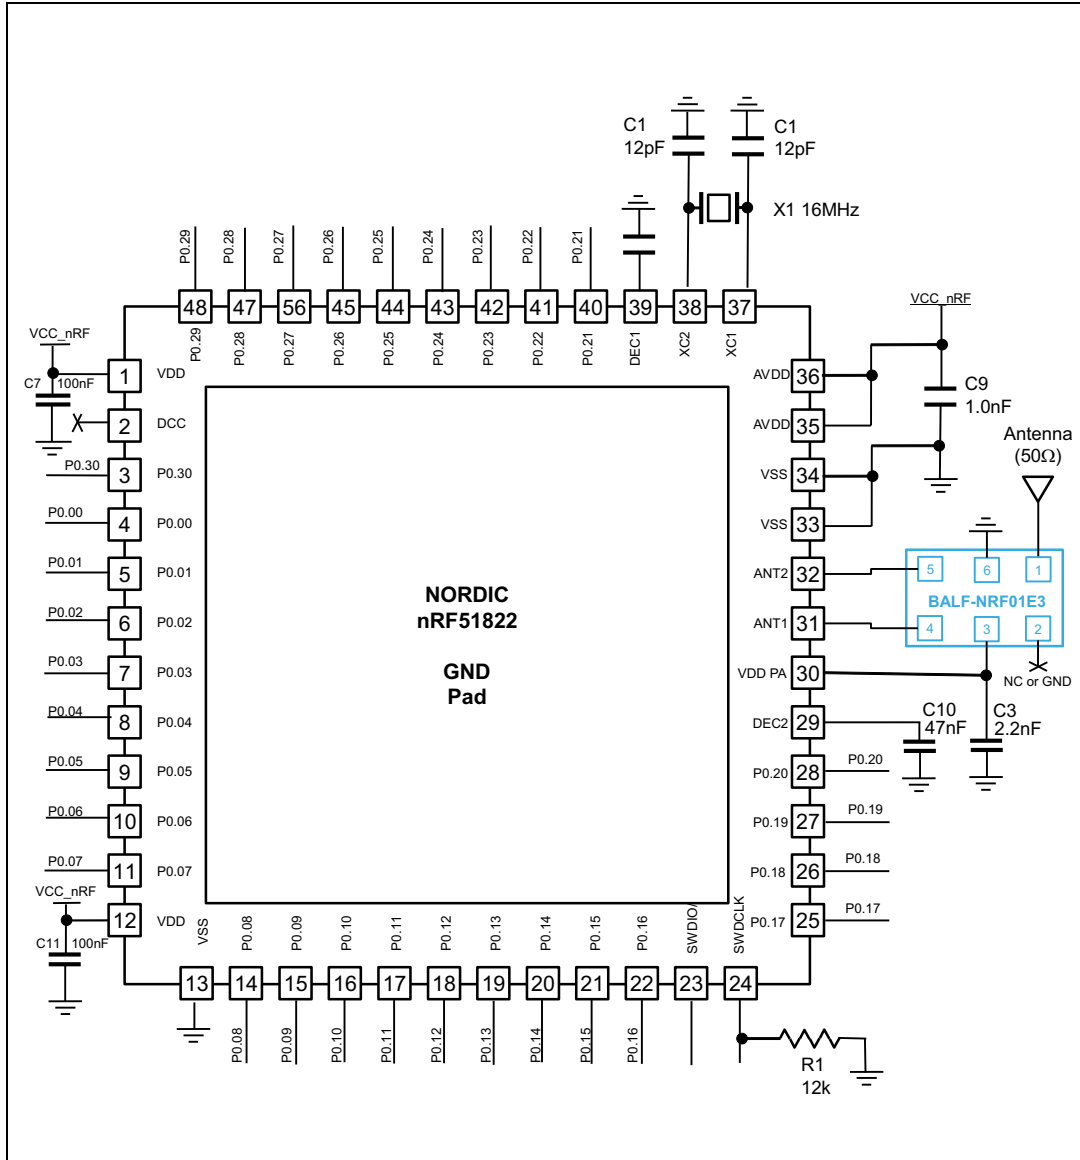 C1
12pF
C1
12pF
X1 16MHz
P0.29
P0.28
P0.27
P0.26
P0.25
P0.24
P0.23
P0.22
P0.21
48
47
56
45
44
43
42
41
40
39
38
37
P0.29
P0.28
P0.27
P0.26
P0.25
P0.24
P0.23
P0.22
P0.21
DEC1
XC2
XC1
VCC_nRF
C7 100nF
1 VDD
2 DCC
P0.30 3 P0.30
P0.00 4 P0.00
P0.01 5 P0.01
P0.02 6 P0.02
P0.03 7 P0.03
P0.04 8 P0.04
P0.05 9 P0.05
P0.06 10 P0.06
P0.07 11 P0.07
VCC_nRF
12 VDD
C11 100nF
NORDIC
nRF51822
GND
Pad
VCC_nRF
AVDD 36
C9
1.0nF
AVDD 35
Antenna
(50Ω)
VSS 34
VSS 33
ANT2 32
5 6 1
BALF-NRF01E3
ANT1 31
4 3 2
VDD PA 30
NC or GND
DEC2 29
C10
47nF
C3
2.2nF
P0.20 28 P0.20
P0.19 27 P0.19
P0.18 26 P0.18
P0.17 25 P0.17
VSS
P0.08
P0.09
P0.10
P0.11
P0.12
P0.13
P0.14
P0.15
P0.16
SWDIO/
SWDCLK
13
14
15
16
17
18
19
20
21
22
23
24
P0.08
P0.09
P0.10
P0.11
P0.12
P0.13
P0.14
P0.15
P0.16
R1
12k